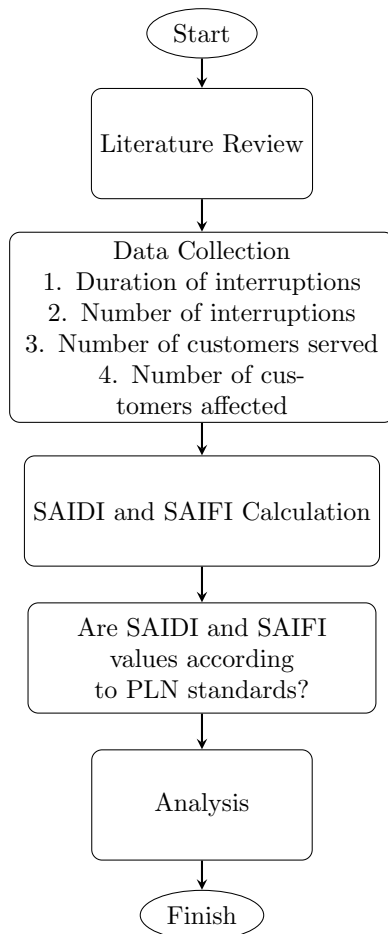 Start
Literature Review
Data Collection
1. Duration of interruptions
2. Number of interruptions
3. Number of customers served
4. Number of cus-
tomers affected
SAIDI and SAIFI Calculation
Are SAIDI and SAIFI
values according
to PLN standards?
Analysis
Finish